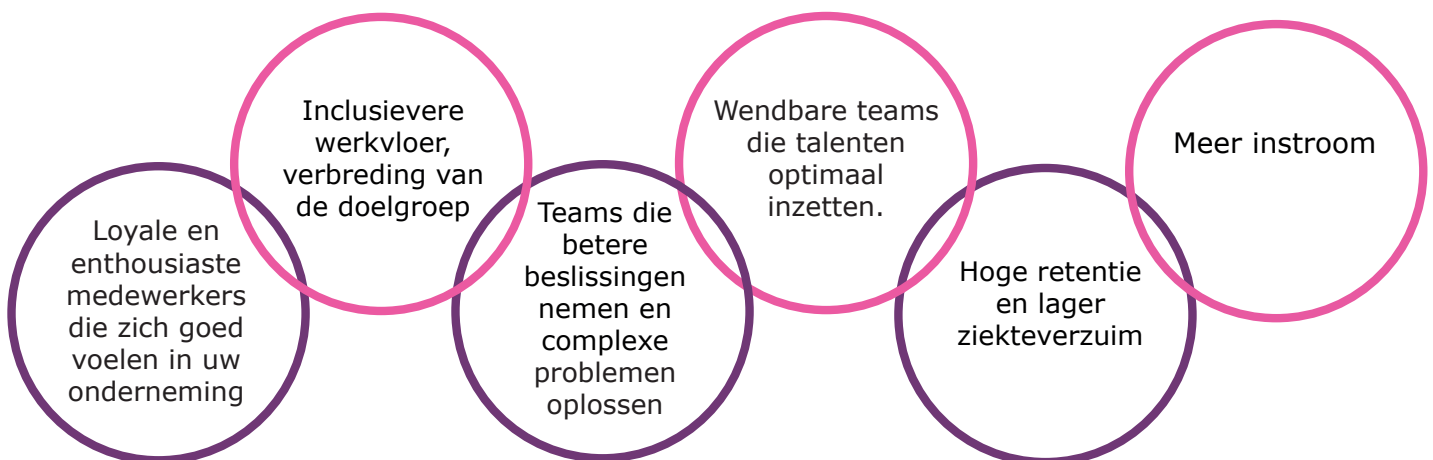 Loyale en
enthousiaste
medewerkers
die zich goed
voelen in uw
onderneming
Inclusievere
werkvloer,
verbreding van
de doelgroep
Teams die
betere
beslissingen
nemen en
complexe
problemen
oplossen
Wendbare teams
die talenten
optimaal
inzetten.
Hoge retentie
en lager
ziekteverzuim
Meer instroom